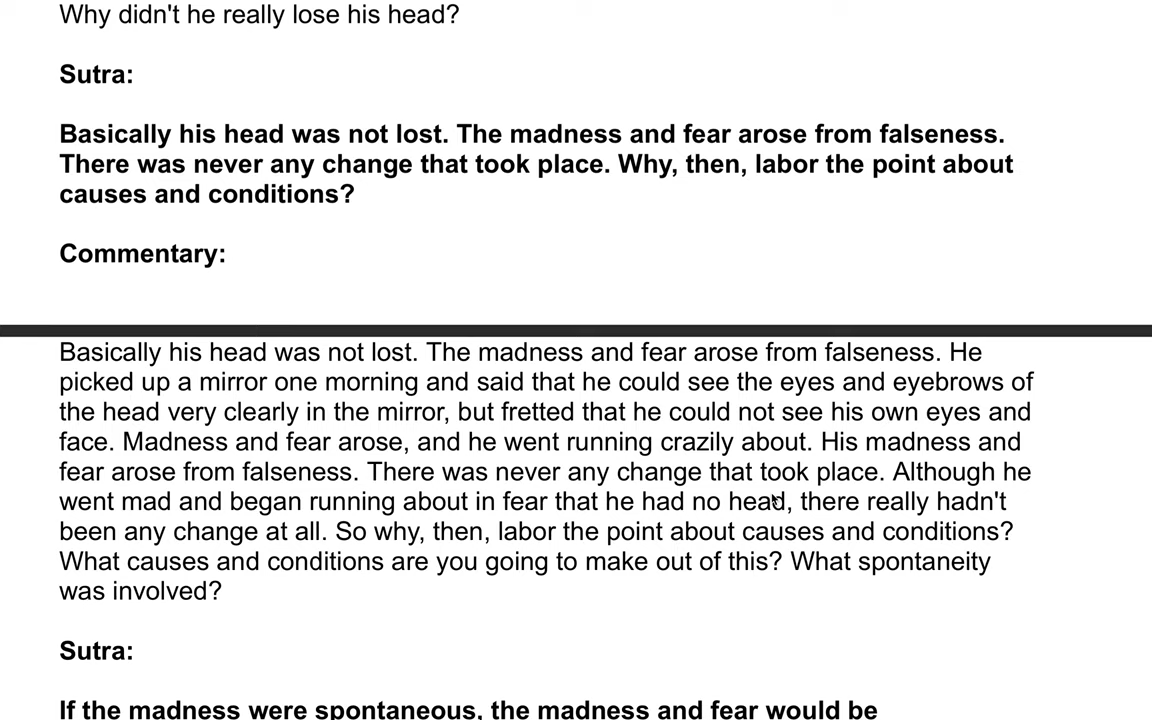 Why didn't he really lose his head?
Sutra:
Basically his head was not lost. The madness and fear arose from falseness.
There was never any change that took place. Why, then, labor the point about
causes and conditions?
Commentary:
Basically his head was not lost. The madness and fear arose from falseness. He
picked up a mirror one morning and said that he could see the eyes and eyebrows of
the head very clearly in the mirror, but fretted that he could not see his own eyes and
face. Madness and fear arose, and he went running crazily about. His madness and
fear arose from falseness. There was never any change that took place. Although he
went mad and began running about in fear that he had no head, there really hadn't
been any change at all. So why, then, labor the point about causes and conditions?
What causes and conditions are you going to make out of this? What spontaneity
was involved?
Sutra:
If the madness were spontaneous, the madness and fear would be